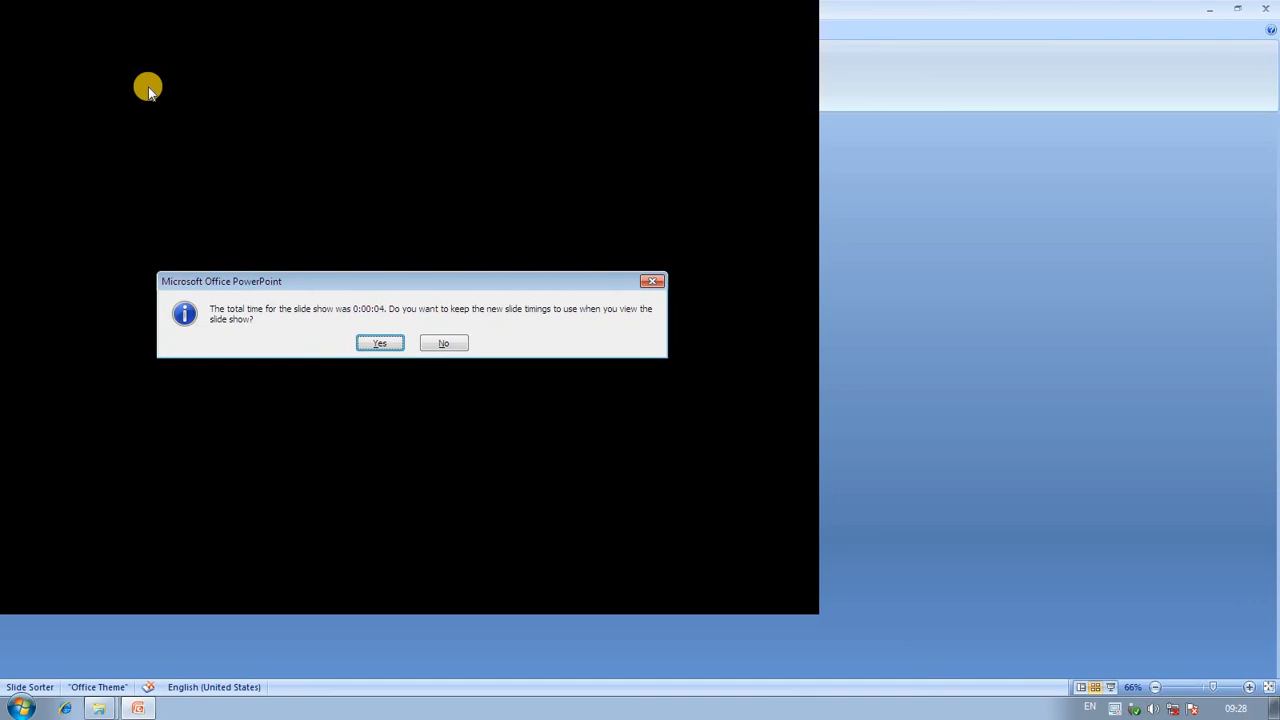 Microsoft Office PowerPoint
The total time for the slide show was 0:00:04. Do you want to keep the new slide timings to use when you view the
slide show?
Yes
No
Slide Sorter
"Office Theme"
English (United States)
66%
EN
09:28